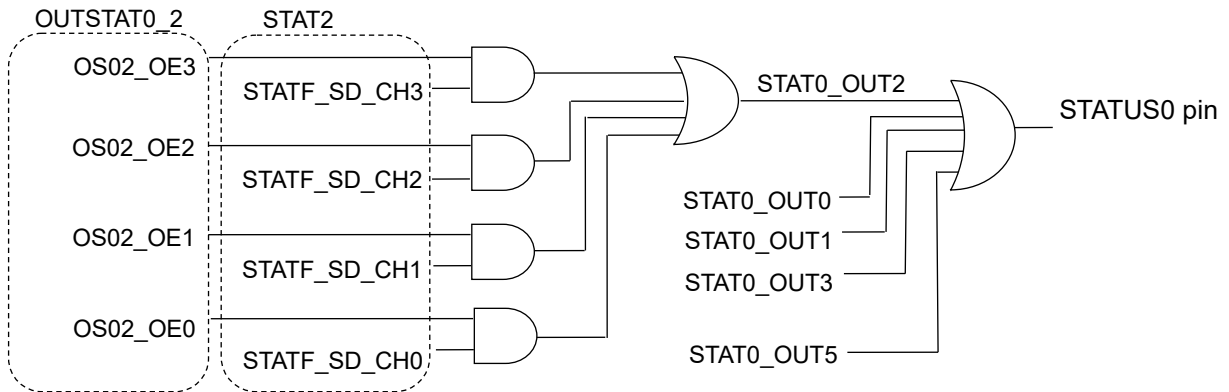 OUTSTAT0_2
STAT2
OS02_OE3
STATF_SD_CH3
STAT0_OUT2
STATUS0 pin
OS02_OE2
STATF_SD_CH2
STAT0_OUT0
OS02_OE1
STAT0_OUT1
STATF_SD_CH1
STAT0_OUT3
OS02_OE0
STATF_SD_CH0
STAT0_OUT5